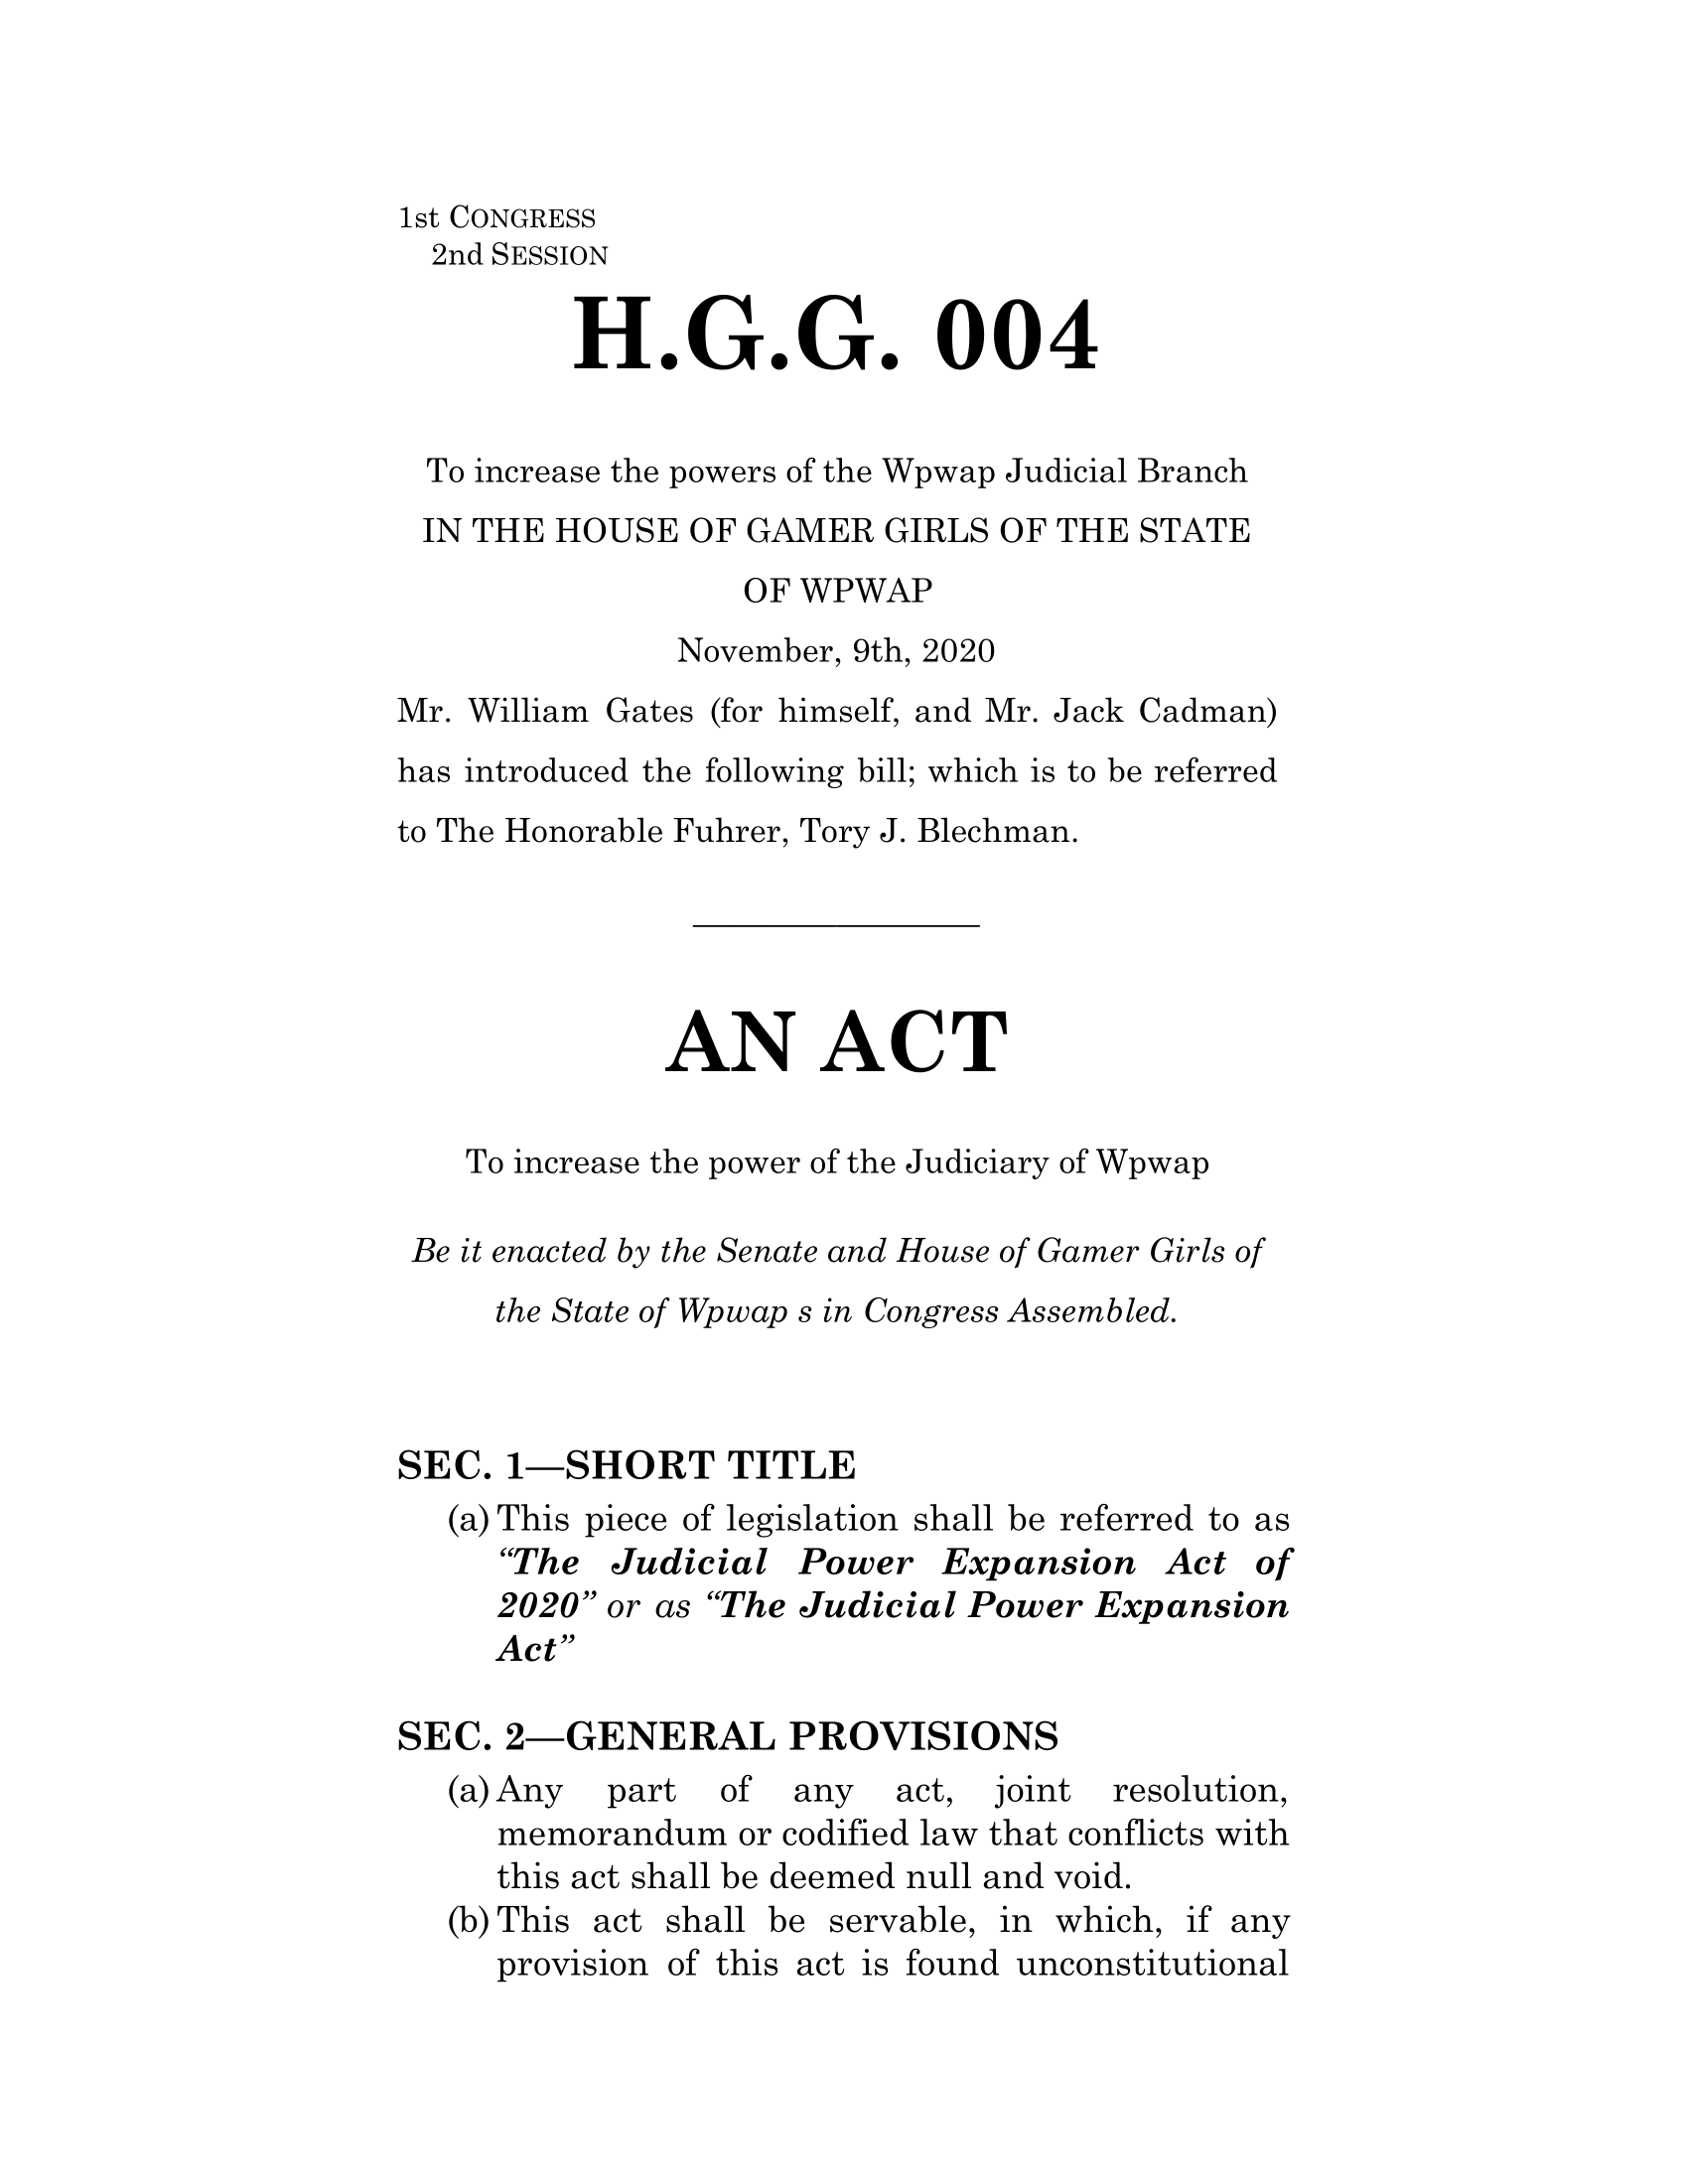 1st CONGRESS
2nd SESSION
H.G.G. 004
To increase the powers of the Wpwap Judicial Branch
IN THE HOUSE OF GAMER GIRLS OF THE STATE
OF WPWAP
November, 9th, 2020
Mr. William Gates (for himself, and Mr. Jack Cadman)
has introduced the following bill; which is to be referred
to The Honorable Fuhrer, Tory J. Blechman.
AN ACT
To increase the power of the Judiciary of Wpwap
Be it enacted by the Senate and House of Gamer Girls of
the State of Wpwap s in Congress Assembled.
SEC. 1—SHORT TITLE
(a) This piece of legislation shall be referred to as
“The Judicial Power Expansion Act of
2020” or as “The Judicial Power Expansion
Act”
SEC. 2—GENERAL PROVISIONS
(a) Any part of any act, joint resolution,
memorandum or codified law that conflicts with
this act shall be deemed null and void.
(b) This act shall be servable, in which, if any
provision of this act is found unconstitutional